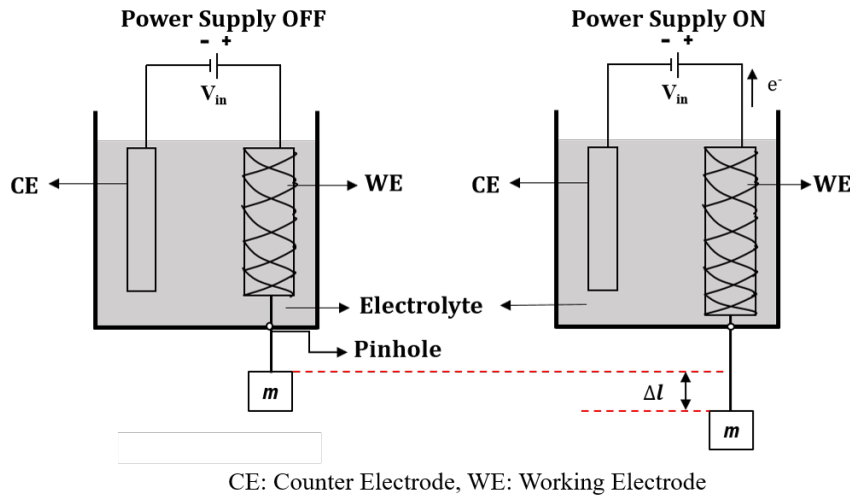 Power Supply OFF
- +
V_in
CE
WE
Electrolyte
Pinhole
m
Power Supply ON
- +
V_in
e⁻
CE
WE
Δl
m
CE: Counter Electrode, WE: Working Electrode